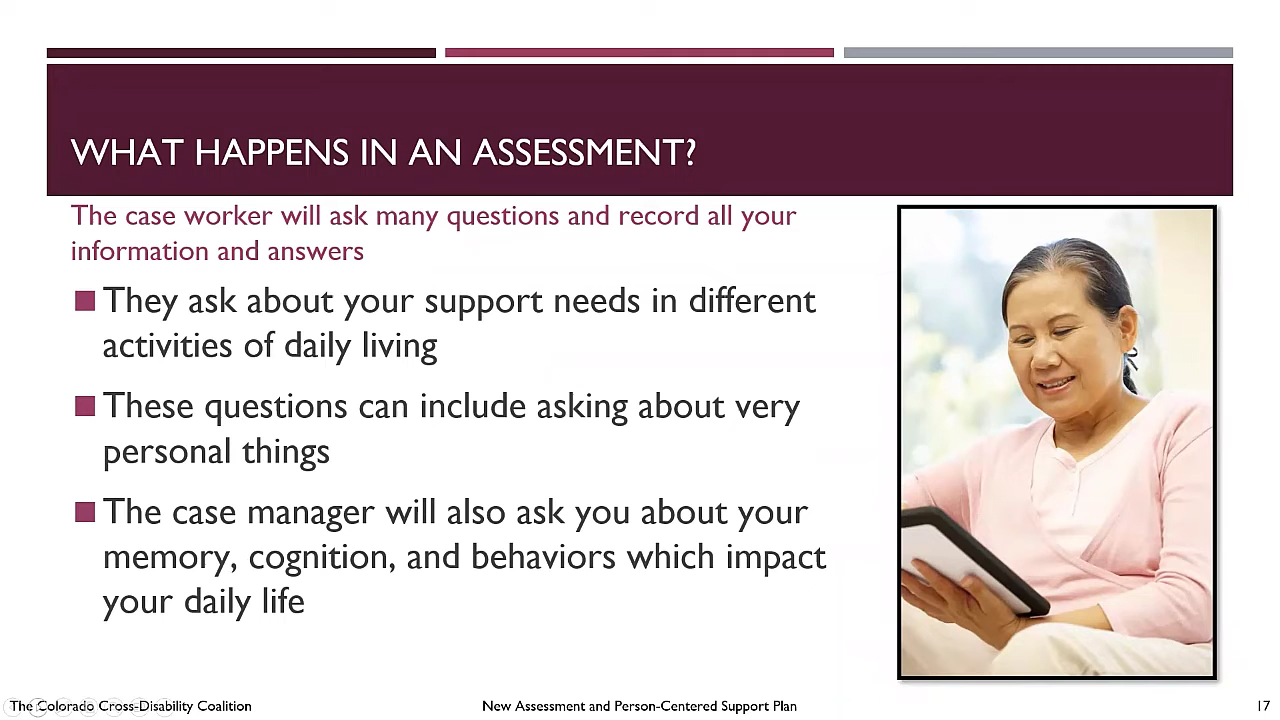 WHAT HAPPENS IN AN ASSESSMENT?
The case worker will ask many questions and record all your
information and answers
They ask about your support needs in different
activities of daily living
These questions can include asking about very
personal things
The case manager will also ask you about your
memory, cognition, and behaviors which impact
your daily life
The Colorado Cross-Disability Coalition
New Assessment and Person-Centered Support Plan
17